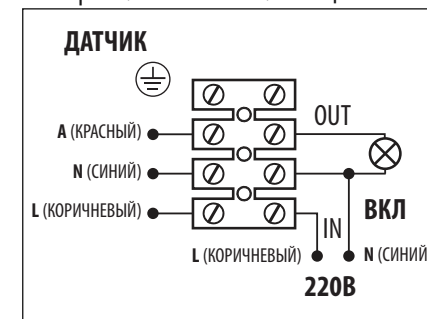 ДАТЧИК
OUT
A (КРАСНЫЙ)
N (СИНИЙ)
L (КОРИЧНЕВЫЙ)
IN
ВКЛ
L (КОРИЧНЕВЫЙ)
N (СИНИЙ
220В